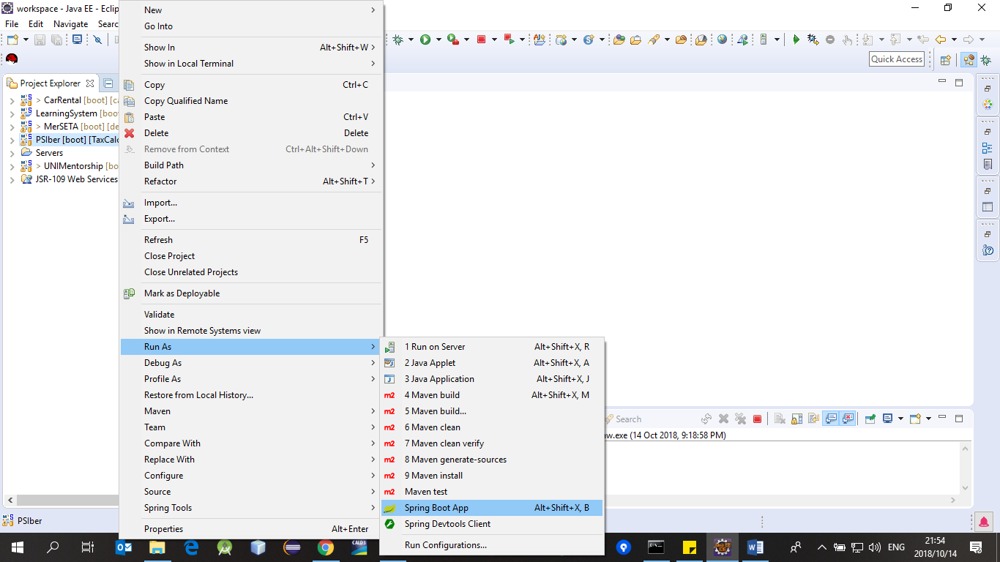 workspace - Java EE - Eclip
File Edit Navigate Searc
Quick Access
Project Explorer
> CarRental [boot] [ca
LearningSystem [boot
> MerSETA [boot] [de
PSIber [boot] [TaxCalc
Servers
> UNIMentorship [bo
JSR-109 Web Services
New
Go Into
Show In Alt+Shift+W
Show in Local Terminal
Copy Ctrl+C
Copy Qualified Name
Paste Ctrl+V
Delete Delete
Remove from Context Ctrl+Alt+Shift+Down
Build Path
Refactor Alt+Shift+T
Import...
Export...
Refresh F5
Close Project
Close Unrelated Projects
Mark as Deployable
Validate
Show in Remote Systems view
Run As
Debug As
Profile As
Restore from Local History...
Maven
Team
Compare With
Replace With
Configure
Source
Spring Tools
Properties Alt+Enter
1 Run on Server Alt+Shift+X, R
2 Java Applet Alt+Shift+X, A
3 Java Application Alt+Shift+X, J
m2 4 Maven build Alt+Shift+X, M
m2 5 Maven build...
m2 6 Maven clean
m2 7 Maven clean verify
m2 8 Maven generate-sources
m2 9 Maven install
m2 Maven test
Spring Boot App Alt+Shift+X, B
Spring Devtools Client
Run Configurations...
Search
w.exe (14 Oct 2018, 9:18:58 PM)
PSIber
ENG
21:54
2018/10/14